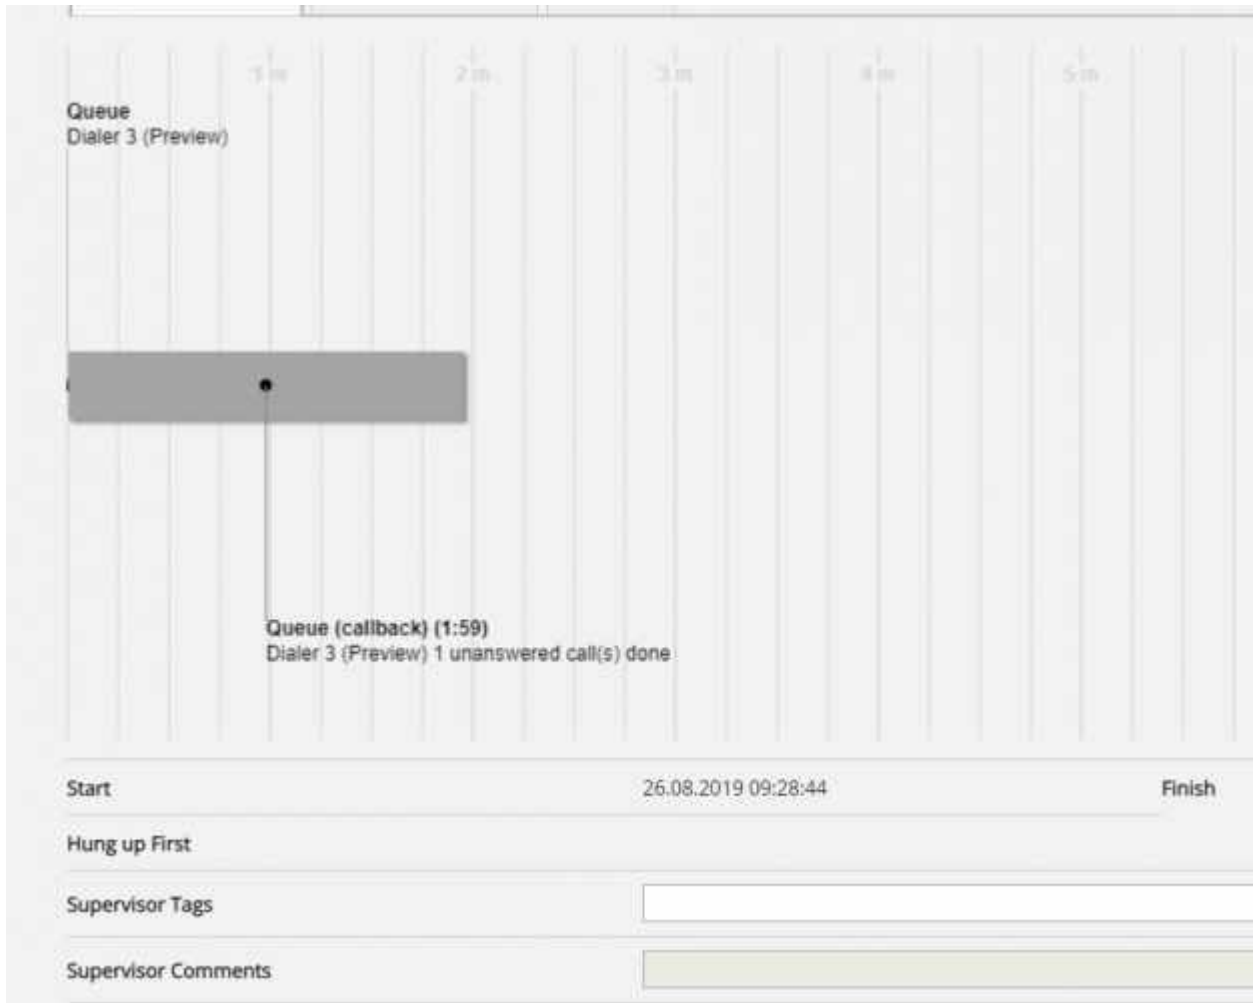 1 m 2 m 3 m 4 m 5 m
Queue
Dialer 3 (Preview)
Queue (callback) (1:59)
Dialer 3 (Preview) 1 unanswered call(s) done
Start 26.08.2019 09:28:44 Finish
Hung up First
Supervisor Tags
Supervisor Comments